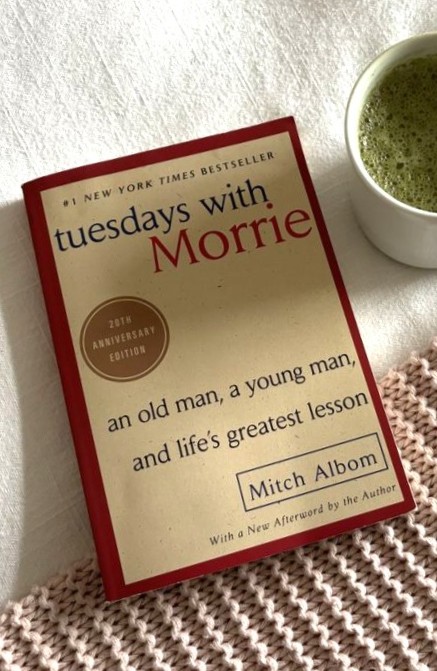 #1 NEW YORK TIMES BESTSELLER
tuesdays with
Morrie
20TH
ANNIVERSARY
EDITION
an old man, a young man,
and life's greatest lesson
Mitch Albom
With a New Afterword by the Author